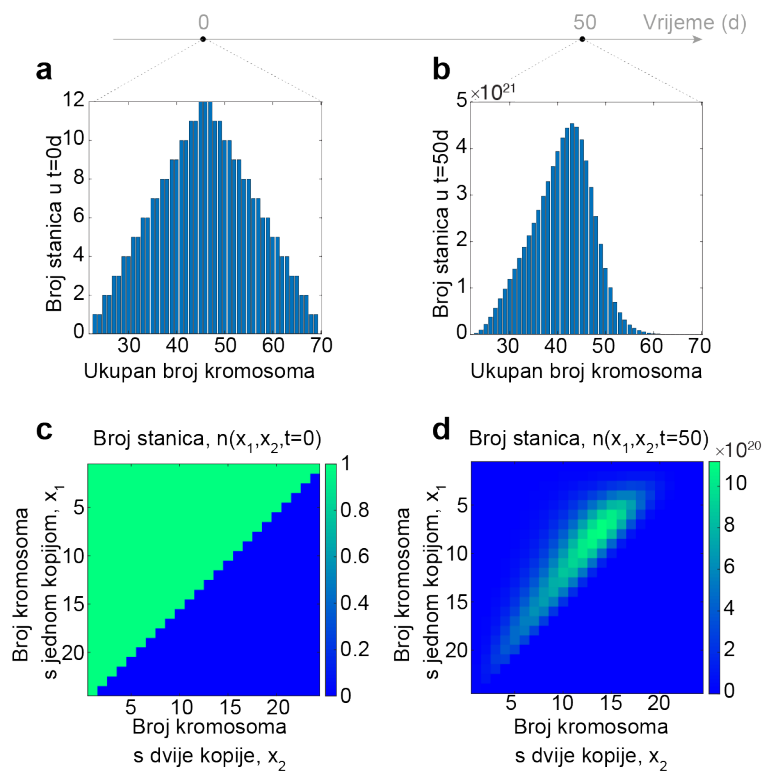 0 50 Vrijeme (d)
a
12
10
8
6
4
2
0
Broj stanica u t=0d
30 40 50 60 70
Ukupan broj kromosoma
b
×10²¹
5
4
3
2
1
0
Broj stanica u t=50d
30 40 50 60 70
Ukupan broj kromosoma
c
Broj stanica, n(x₁,x₂,t=0)
5
10
15
20
Broj kromosoma
s jednom kopijom, x₁
5 10 15 20
Broj kromosoma
s dvije kopije, x₂
1
0.8
0.6
0.4
0.2
0
d
Broj stanica, n(x₁,x₂,t=50)
×10²⁰
5
10
15
20
Broj kromosoma
s jednom kopijom, x₁
5 10 15 20
Broj kromosoma
s dvije kopije, x₂
10
8
6
4
2
0